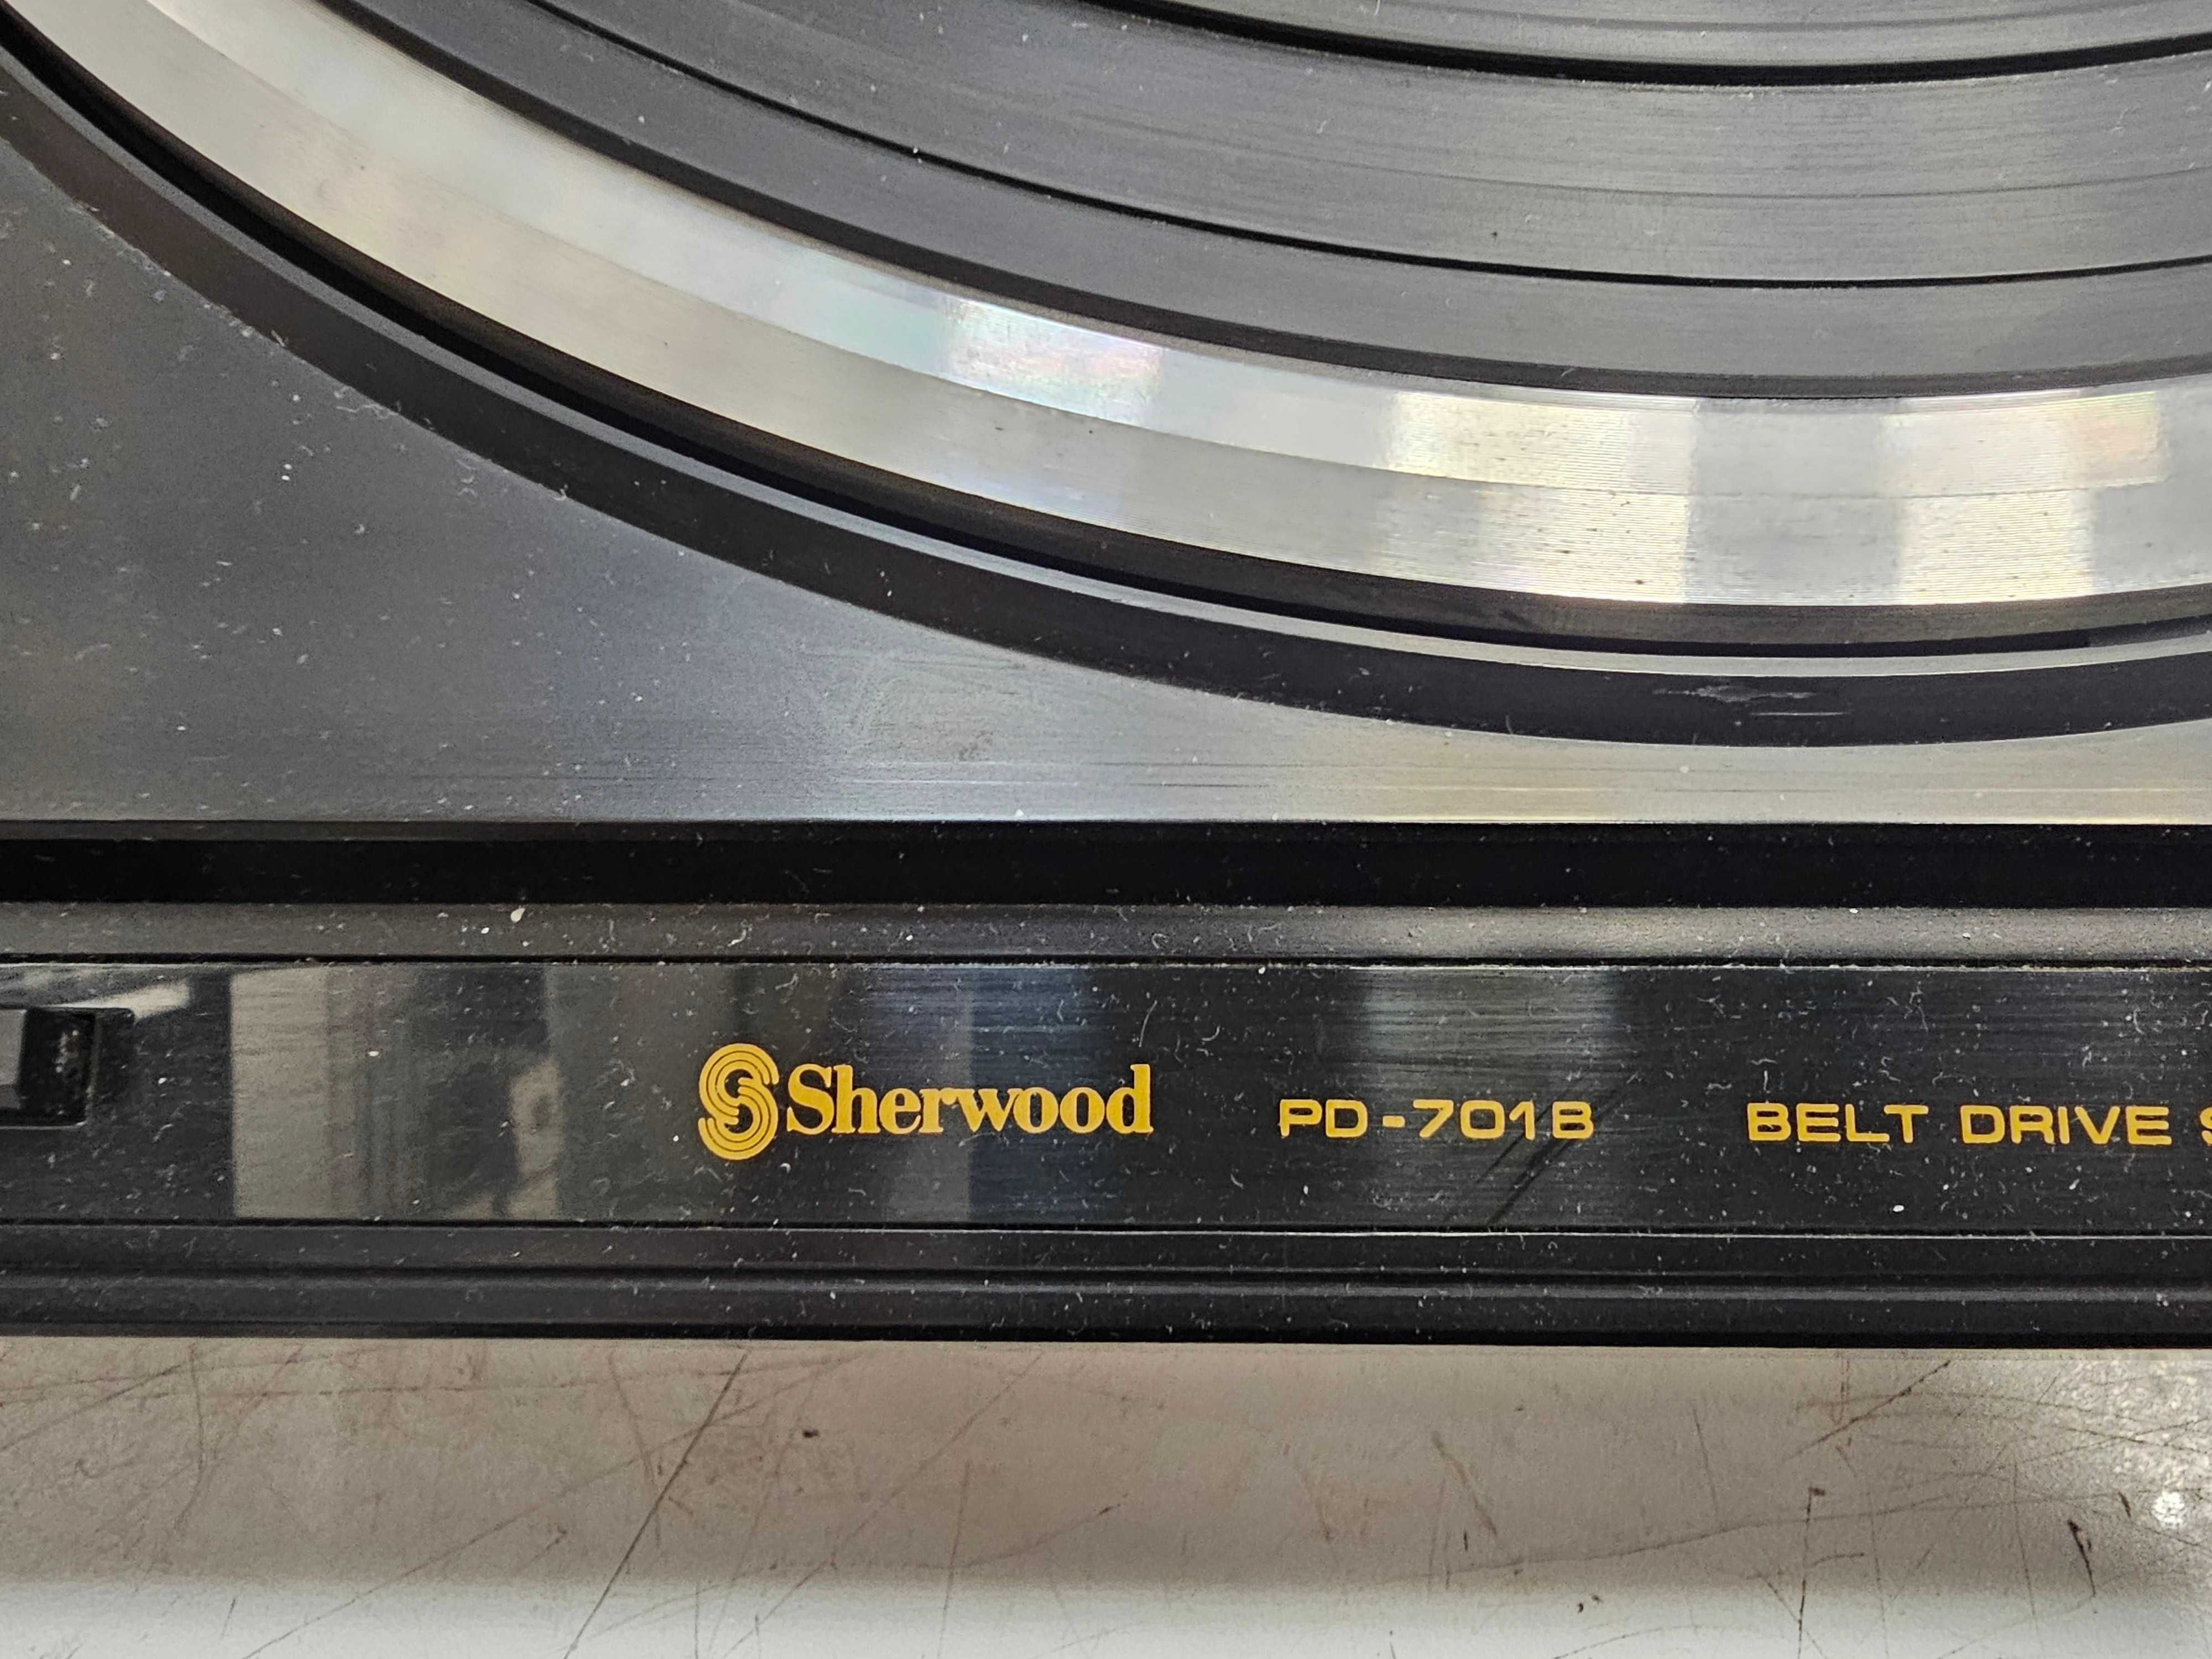 Sherwood PD-701B BELT DRIVE S